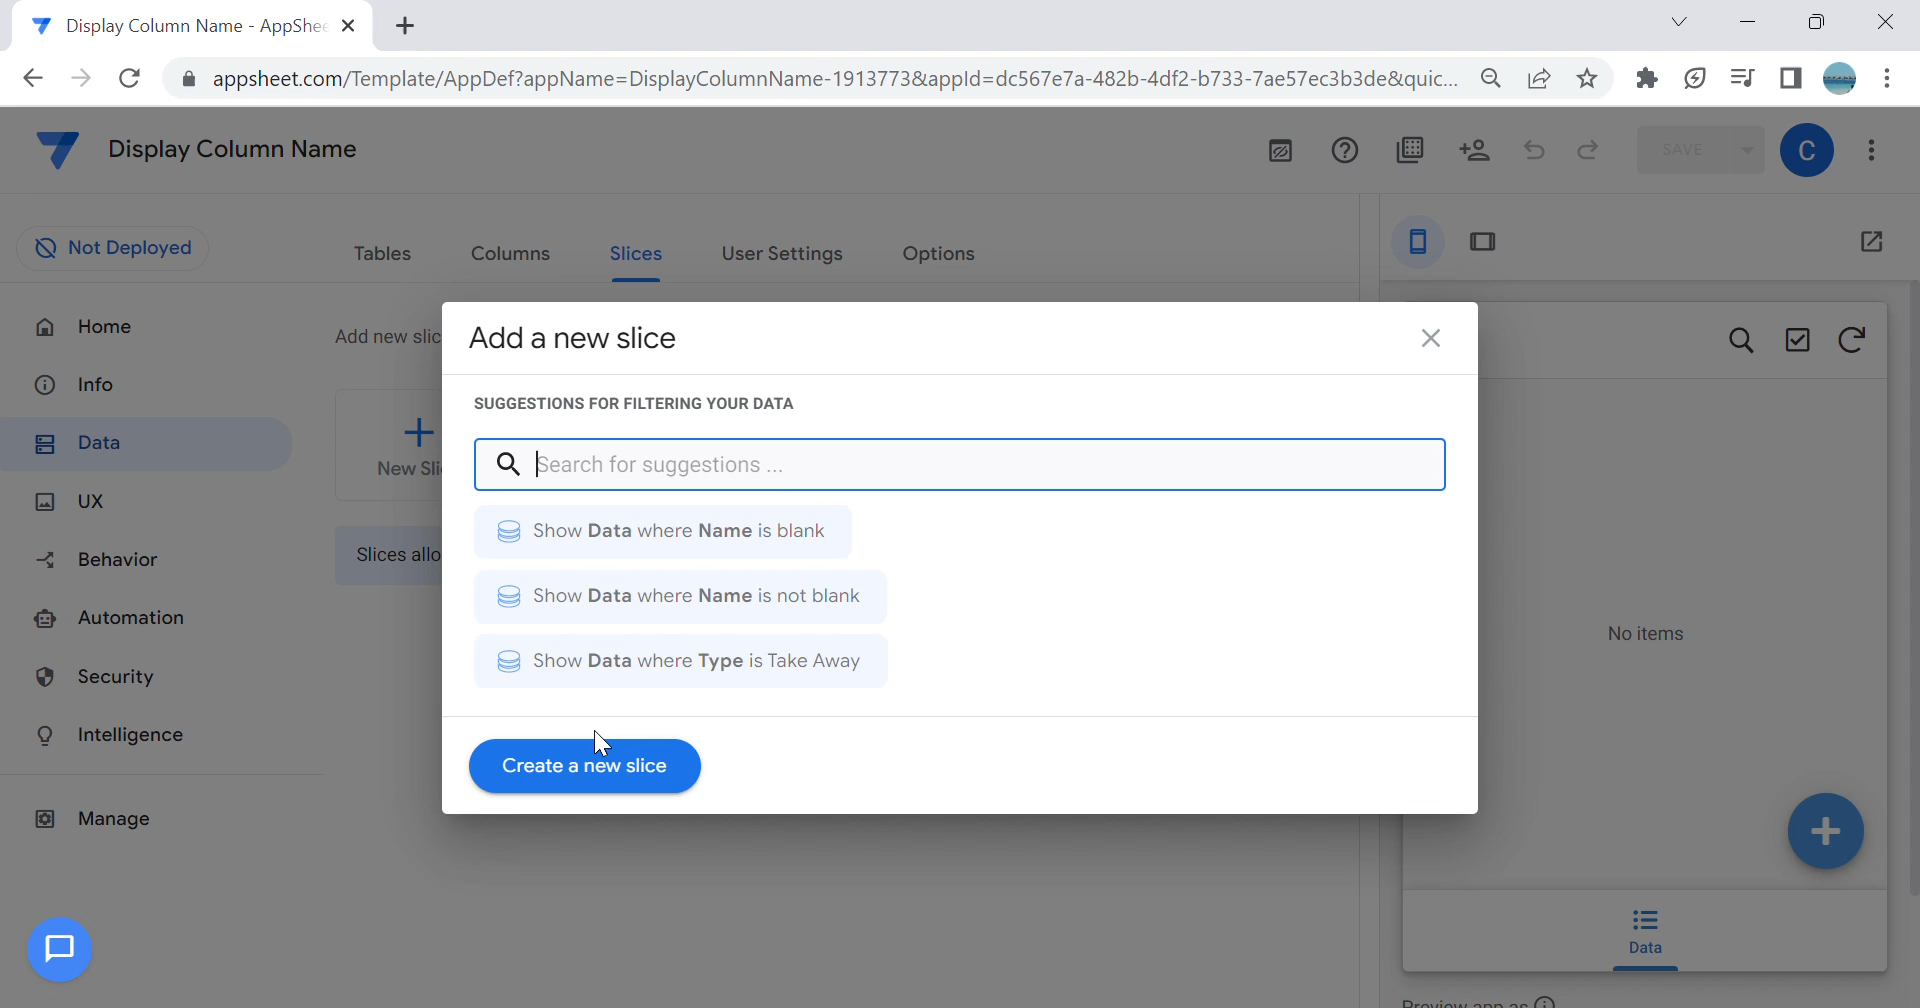 Display Column Name - AppShee
appsheet.com/Template/AppDef?appName=DisplayColumnName-1913773&appId=dc567e7a-482b-4df2-b733-7ae57ec3b3de&quic...
Display Column Name
SAVE
C
Not Deployed
Tables
Columns
Slices
User Settings
Options
Home
Info
Data
UX
Behavior
Automation
Security
Intelligence
Manage
Add new slic
New Sli
Slices allo
Add a new slice
SUGGESTIONS FOR FILTERING YOUR DATA
Search for suggestions ...
Show Data where Name is blank
Show Data where Name is not blank
Show Data where Type is Take Away
Create a new slice
No items
Data
Preview app as